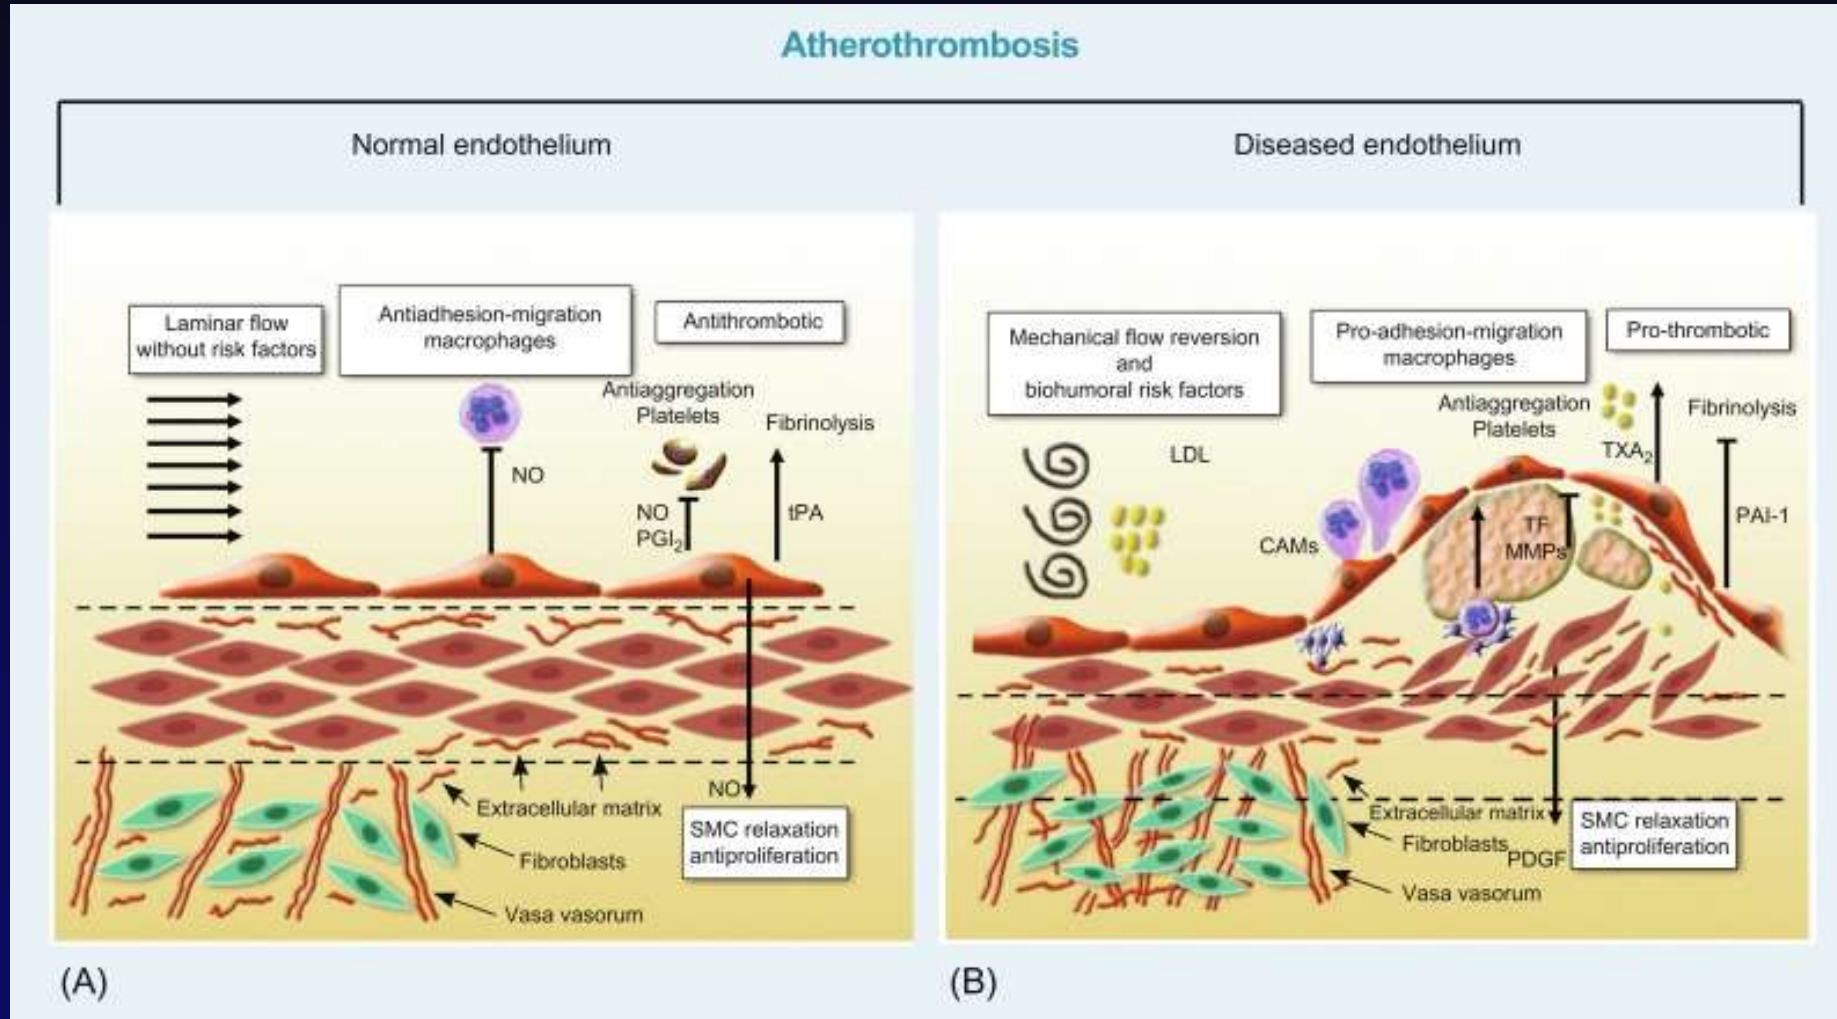 Atherothrombosis
Normal endothelium
Diseased endothelium
Laminar flow
without risk factors
Antiadhesion-migration
macrophages
Antithrombotic
Antiaggregation
Platelets
Fibrinolysis
NO
NO
PGI₂
tPA
NO
Extracellular matrix
Fibroblasts
Vasa vasorum
SMC relaxation
antiproliferation
(A)
Mechanical flow reversion
and
biohumoral risk factors
Pro-adhesion-migration
macrophages
Pro-thrombotic
Antiaggregation
Platelets
Fibrinolysis
TXA₂
LDL
CAMs
TF
MMPs
PAI-1
Extracellular matrix
Fibroblasts
PDGF
Vasa vasorum
SMC relaxation
antiproliferation
(B)